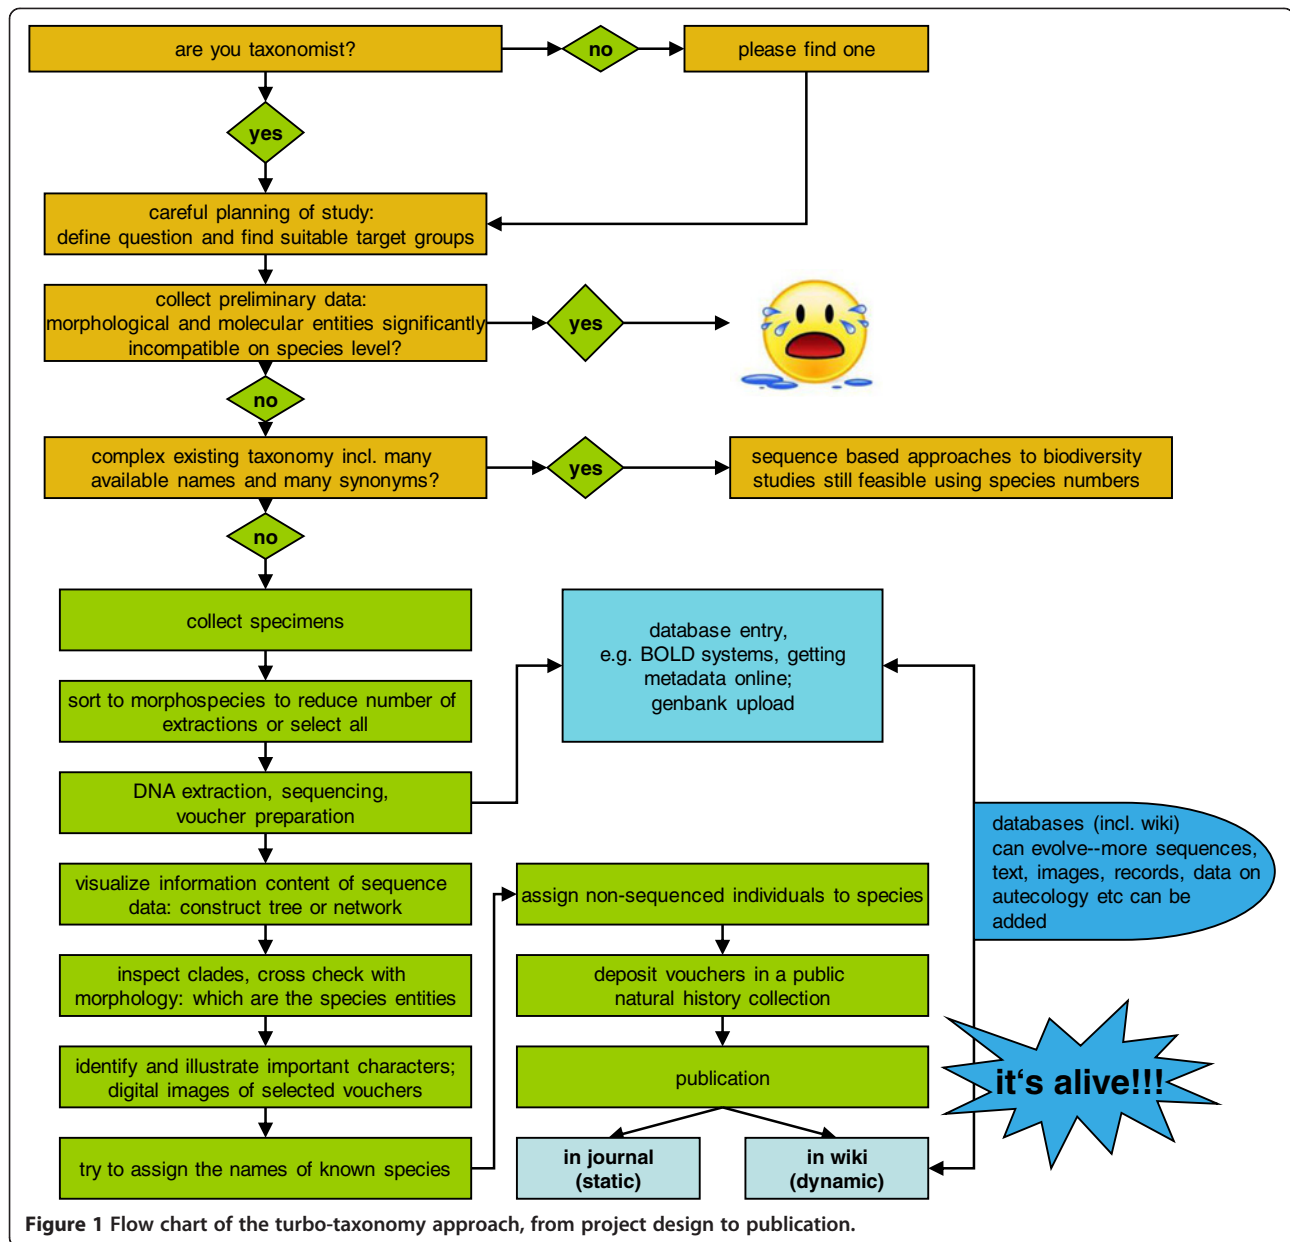 are you taxonomist?
no
please find one
yes
careful planning of study:
define question and find suitable target groups
collect preliminary data:
morphological and molecular entities significantly
incompatible on species level?
yes
no
complex existing taxonomy incl. many
available names and many synonyms?
yes
sequence based approaches to biodiversity
studies still feasible using species numbers
no
collect specimens
sort to morphospecies to reduce number of
extractions or select all
DNA extraction, sequencing,
voucher preparation
database entry,
e.g. BOLD systems, getting
metadata online;
genbank upload
databases (incl. wiki)
can evolve--more sequences,
text, images, records, data on
autecology etc can be
added
visualize information content of sequence
data: construct tree or network
inspect clades, cross check with
morphology: which are the species entities
identify and illustrate important characters;
digital images of selected vouchers
try to assign the names of known species
assign non-sequenced individuals to species
deposit vouchers in a public
natural history collection
publication
in journal
(static)
in wiki
(dynamic)
it‘s alive!!!
Figure 1 Flow chart of the turbo-taxonomy approach, from project design to publication.